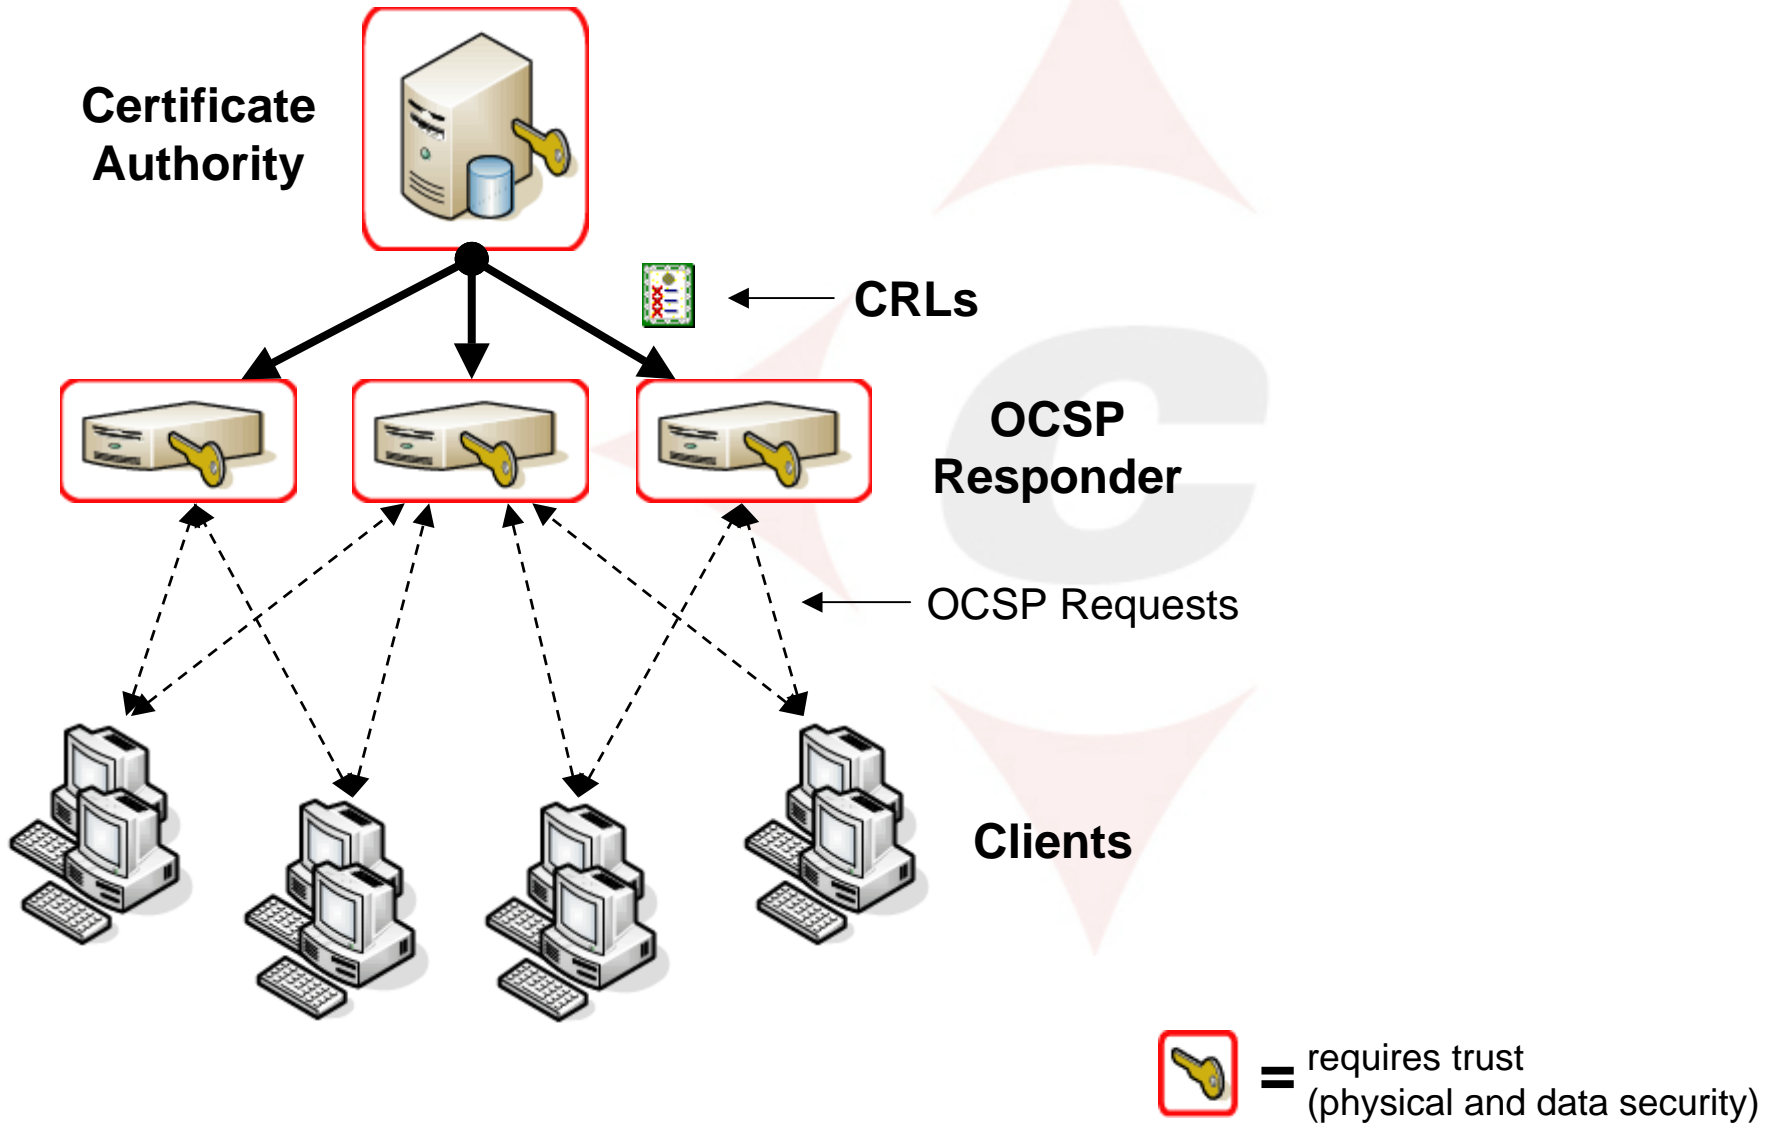 Certificate
Authority
CRLs
OCSP
Responder
OCSP Requests
Clients
= requires trust
(physical and data security)